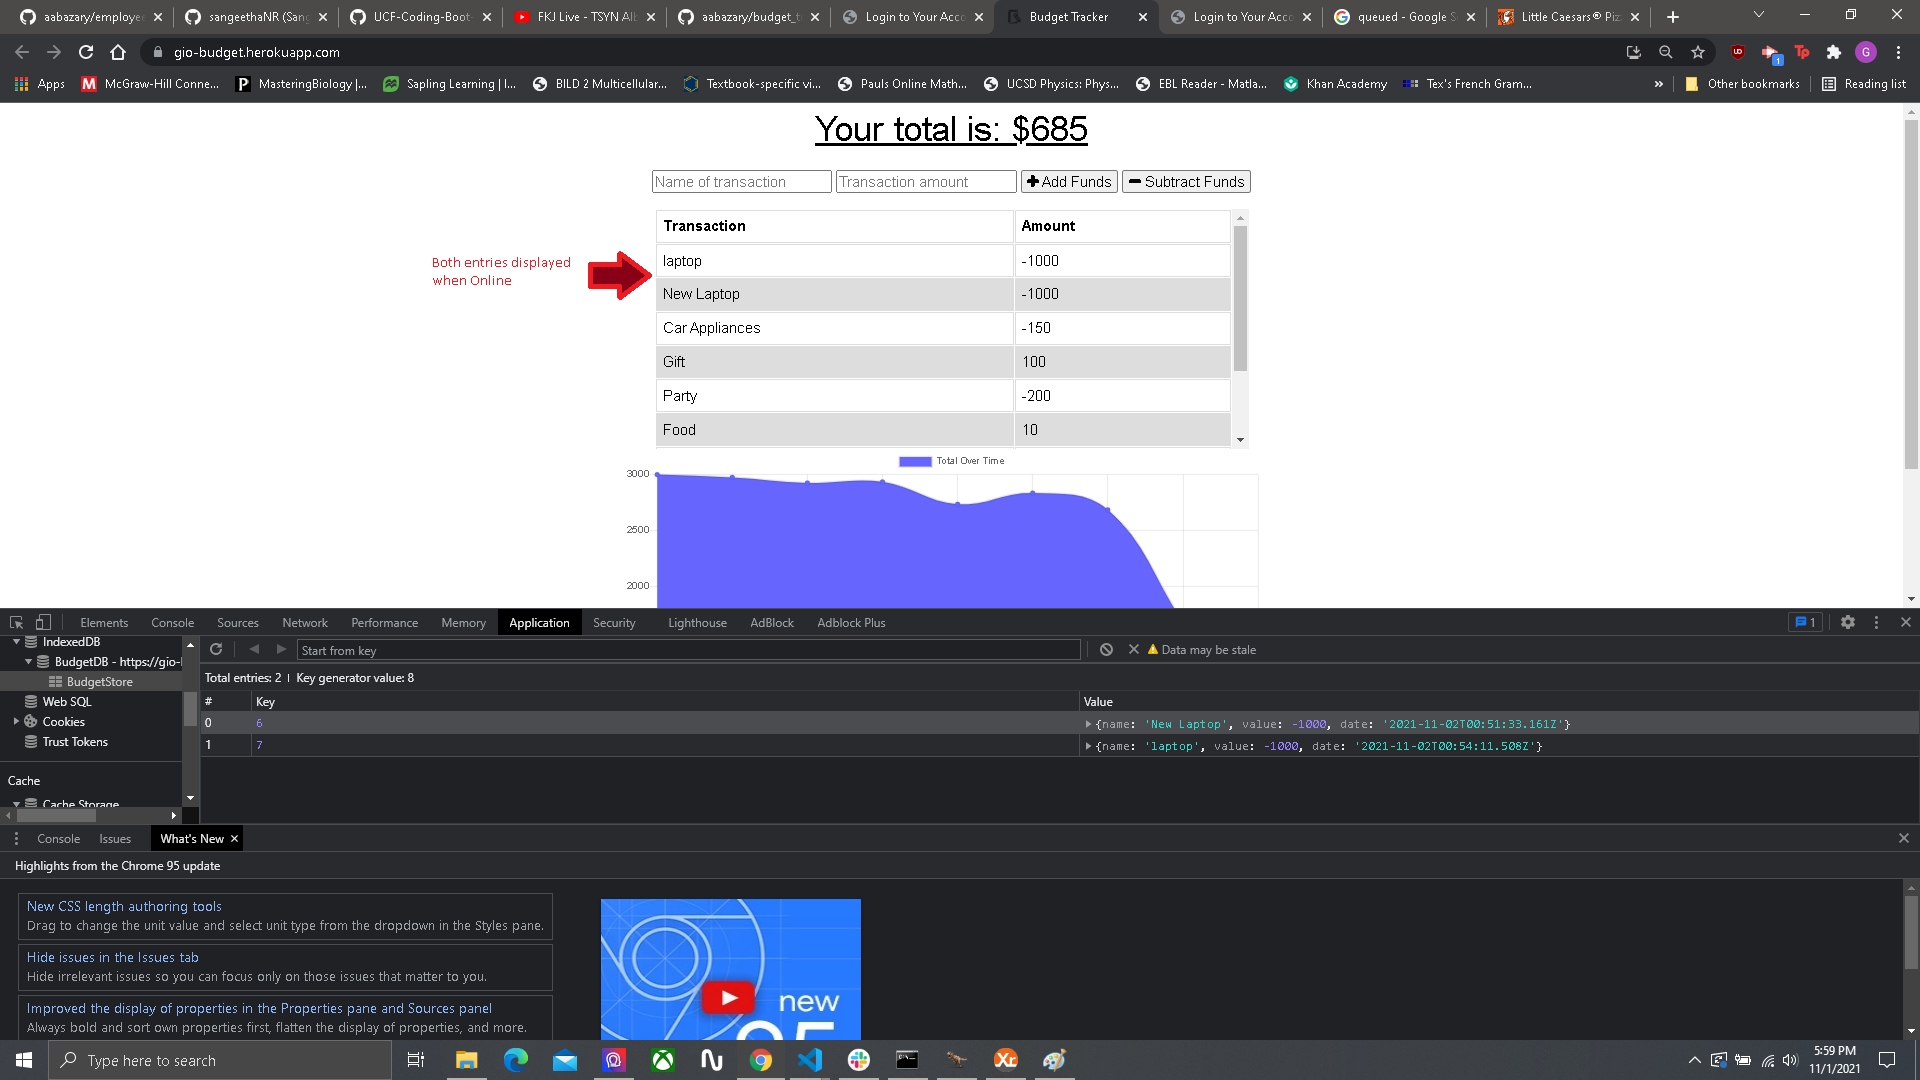 aabazary/employee
sangeethaNR (Sang
UCF-Coding-Boot-
FKJ Live - TSYN Alb
aabazary/budget_t
Login to Your Acco
Budget Tracker
Login to Your Acco
queued - Google S
Little Caesars® Piz
gio-budget.herokuapp.com
Apps
McGraw-Hill Conne...
MasteringBiology |...
Sapling Learning | I...
BILD 2 Multicellular...
Textbook-specific vi...
Pauls Online Math...
UCSD Physics: Phys...
EBL Reader - Matla...
Khan Academy
Tex's French Gram...
»
Other bookmarks
Reading list
Your total is: $685
Name of transaction
Transaction amount
Add Funds
Subtract Funds
Transaction Amount
Both entries displayed
when Online
laptop -1000
New Laptop -1000
Car Appliances -150
Gift 100
Party -200
Food 10
Total Over Time
3000
2500
2000
Elements
Console
Sources
Network
Performance
Memory
Application
Security
Lighthouse
AdBlock
Adblock Plus
1
IndexedDB
BudgetDB - https://gio-
BudgetStore
Web SQL
Cookies
Trust Tokens
Cache
Cache Storage
Start from key
Data may be stale
Total entries: 2 | Key generator value: 8
# Key Value
0 6 {name: 'New Laptop', value: -1000, date: '2021-11-02T00:51:33.161Z'}
1 7 {name: 'laptop', value: -1000, date: '2021-11-02T00:54:11.508Z'}
Console
Issues
What's New
Highlights from the Chrome 95 update
New CSS length authoring tools
Drag to change the unit value and select unit type from the dropdown in the Styles pane.
Hide issues in the Issues tab
Hide irrelevant issues so you can focus only on those issues that matter to you.
Improved the display of properties in the Properties pane and Sources panel
Always bold and sort own properties first, flatten the display of properties, and more.
new
95
Type here to search
5:59 PM
11/1/2021